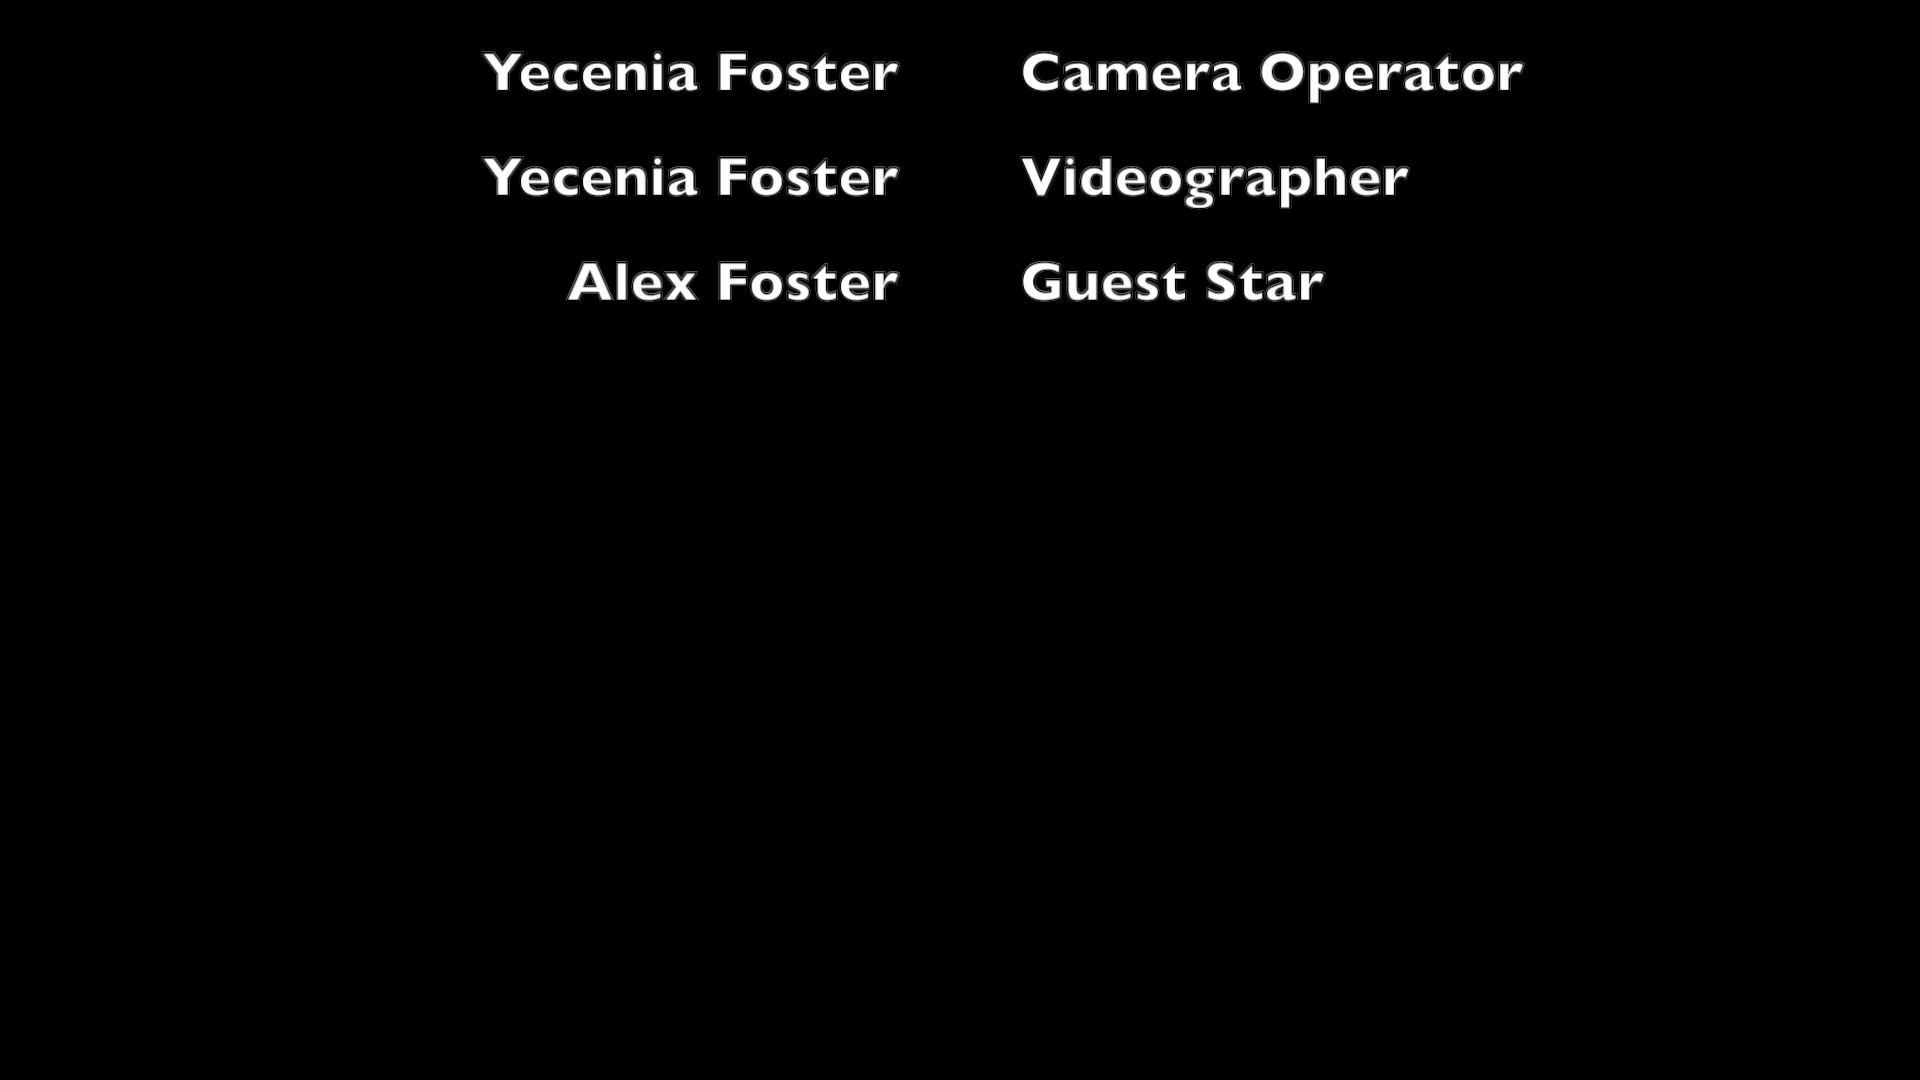 Yecenia Foster Camera Operator
Yecenia Foster Videographer
Alex Foster Guest Star